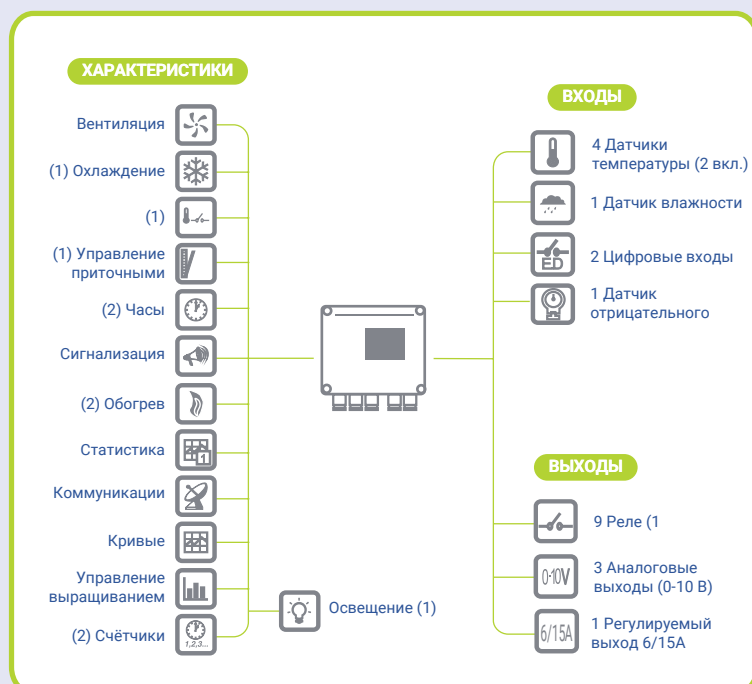 ХАРАКТЕРИСТИКИ
Вентиляция
(1) Охлаждение
(1)
(1) Управление
приточными
(2) Часы
Сигнализация
(2) Обогрев
Статистика
1
Коммуникации
Кривые
Управление
выращиванием
(2) Счётчики
1,2,3...
Освещение (1)
ВХОДЫ
4 Датчики
температуры (2 вкл.)
1 Датчик влажности
ED
2 Цифровые входы
1 Датчик
отрицательного
ВЫХОДЫ
9 Реле (1
0-10V
3 Аналоговые
выходы (0-10 В)
6/15A
1 Регулируемый
выход 6/15А